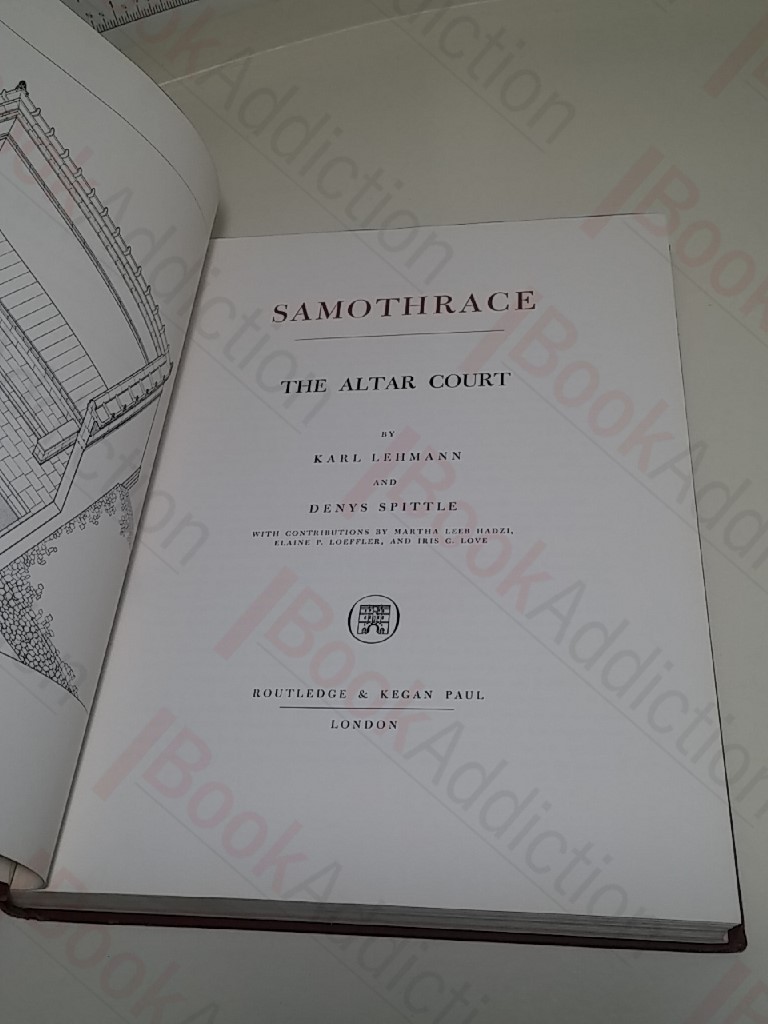 SAMOTHRACE
THE ALTAR COURT
BY
KARL LEHMANN
AND
DENYS SPITTLE
WITH CONTRIBUTIONS BY MARTHA LEEB HADZI,
ELAINE P. LOEFFLER, AND IRIS C. LOVE
ROUTLEDGE & KEGAN PAUL
LONDON
BookAddiction